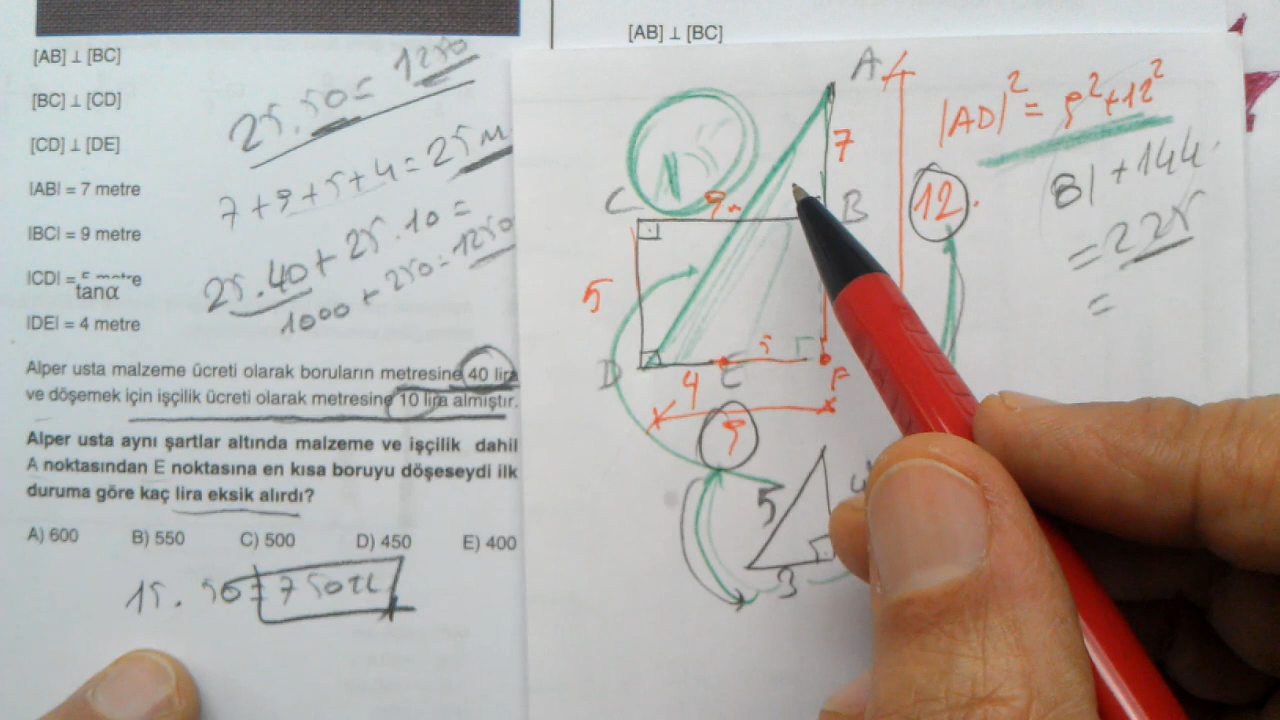 [AB] ⊥ [BC]
[BC] ⊥ [CD]
[CD] ⊥ [DE]
|AB| = 7 metre
|BC| = 9 metre
|CD| =
tanα
|DE| = 4 metre
25.50 = 1250
7+9+5+4 = 25 m
25.40 + 25.10 =
1000 + 250 = 1250
Alper usta malzeme ücreti olarak boruların metresine 40 lira
ve döşemek için işçilik ücreti olarak metresine 10 lira almıştır.
Alper usta aynı şartlar altında malzeme ve işçilik dahil
A noktasından E noktasına en kısa boruyu döşeseydi ilk
duruma göre kaç lira eksik alırdı?
A) 600 B) 550 C) 500 D) 450 E) 400
15.50 = 750
[AB] ⊥ [BC]
A
7
C
9
B
5
D
4
E
5
F
9
12
|AD|² = 9²+12²
81 + 144
= 225
=
5
3